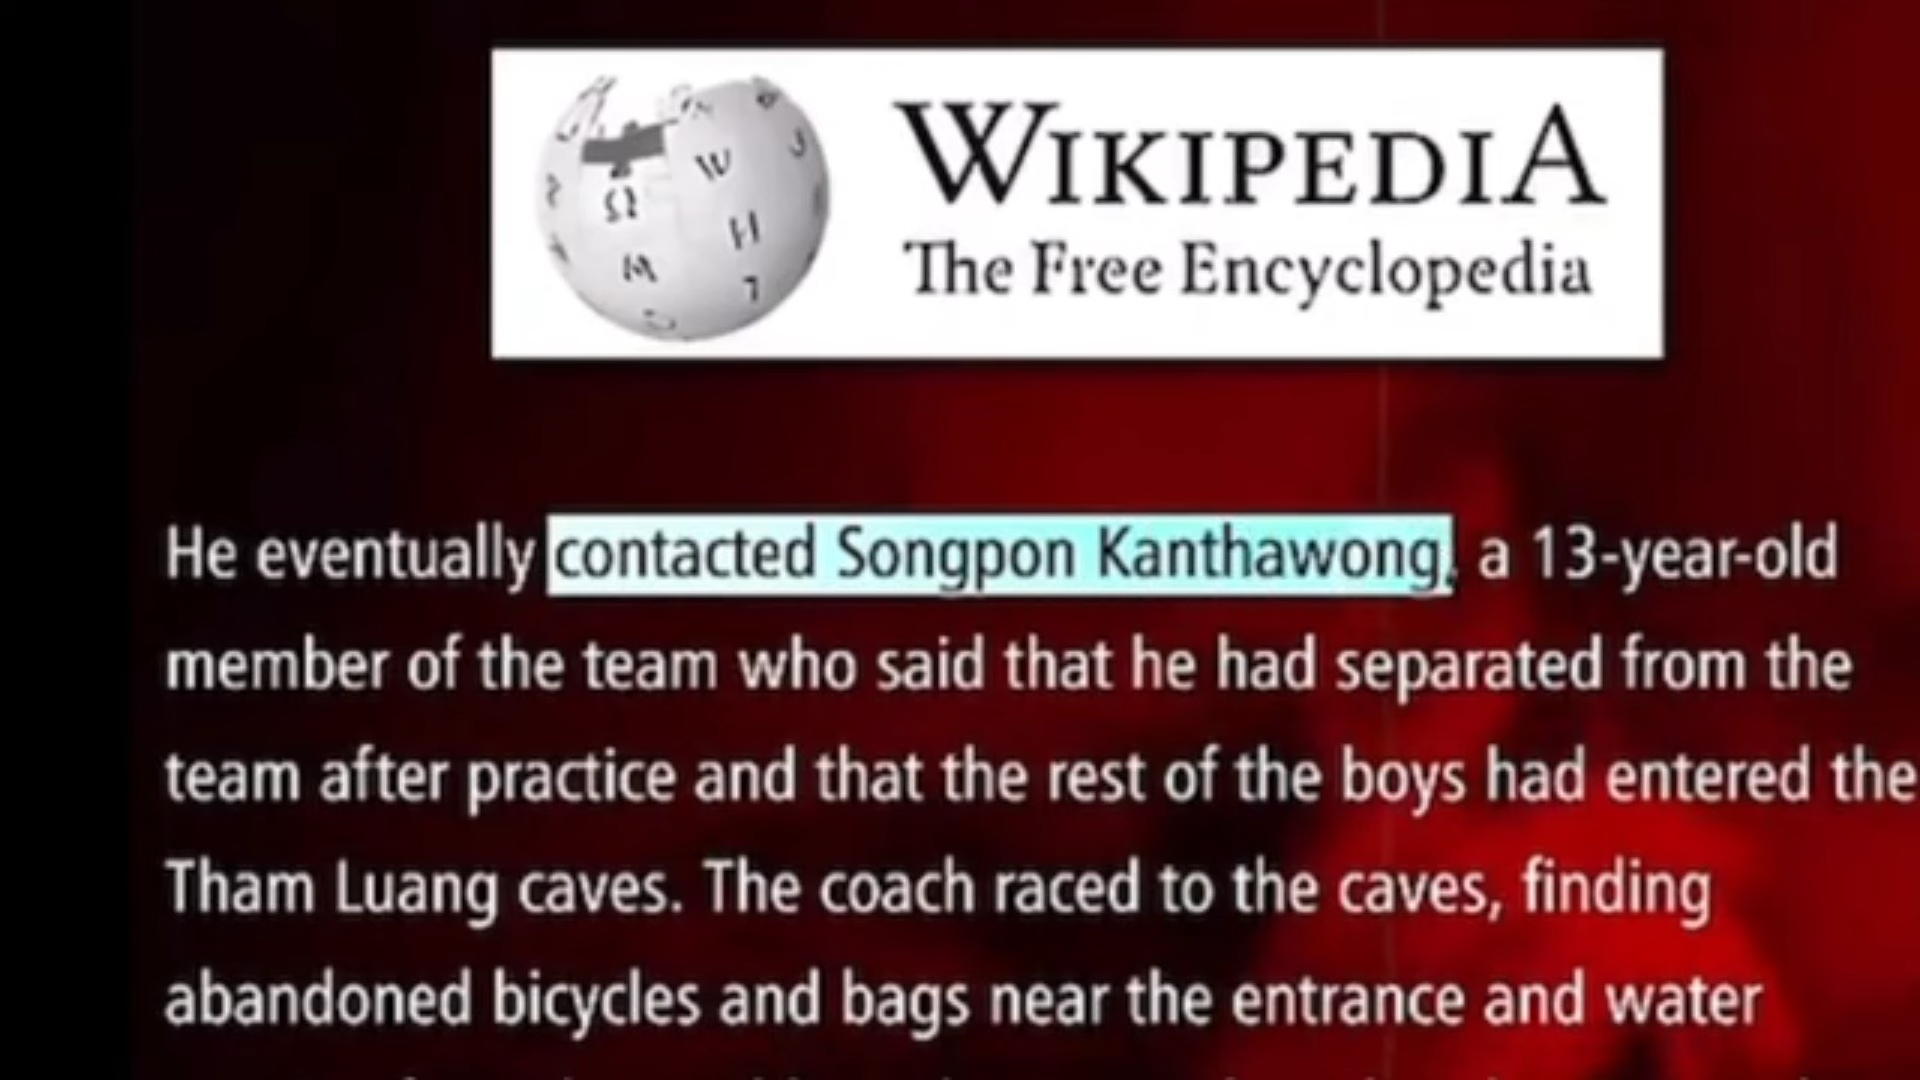 WIKIPEDIA
The Free Encyclopedia
He eventually contacted Songpon Kanthawong, a 13-year-old
member of the team who said that he had separated from the
team after practice and that the rest of the boys had entered the
Tham Luang caves. The coach raced to the caves, finding
abandoned bicycles and bags near the entrance and water